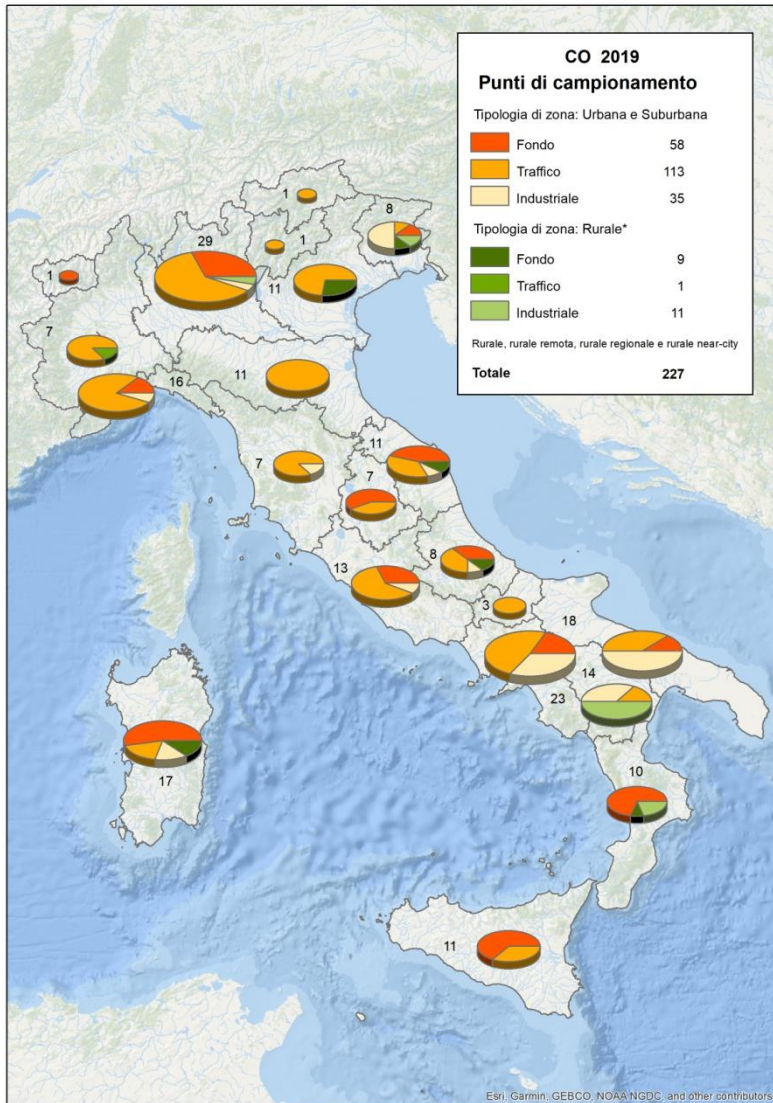 CO 2019
Punti di campionamento
Tipologia di zona: Urbana e Suburbana
Fondo 58
Traffico 113
Industriale 35
Tipologia di zona: Rurale*
Fondo 9
Traffico 1
Industriale 11
Rurale, rurale remota, rurale regionale e rurale near-city
Totale 227
1
8
29
1
1
11
7
16
11
11
7
7
8
13
3
18
14
23
17
10
11
Esri, Garmin, GEBCO, NOAA NGDC, and other contributors